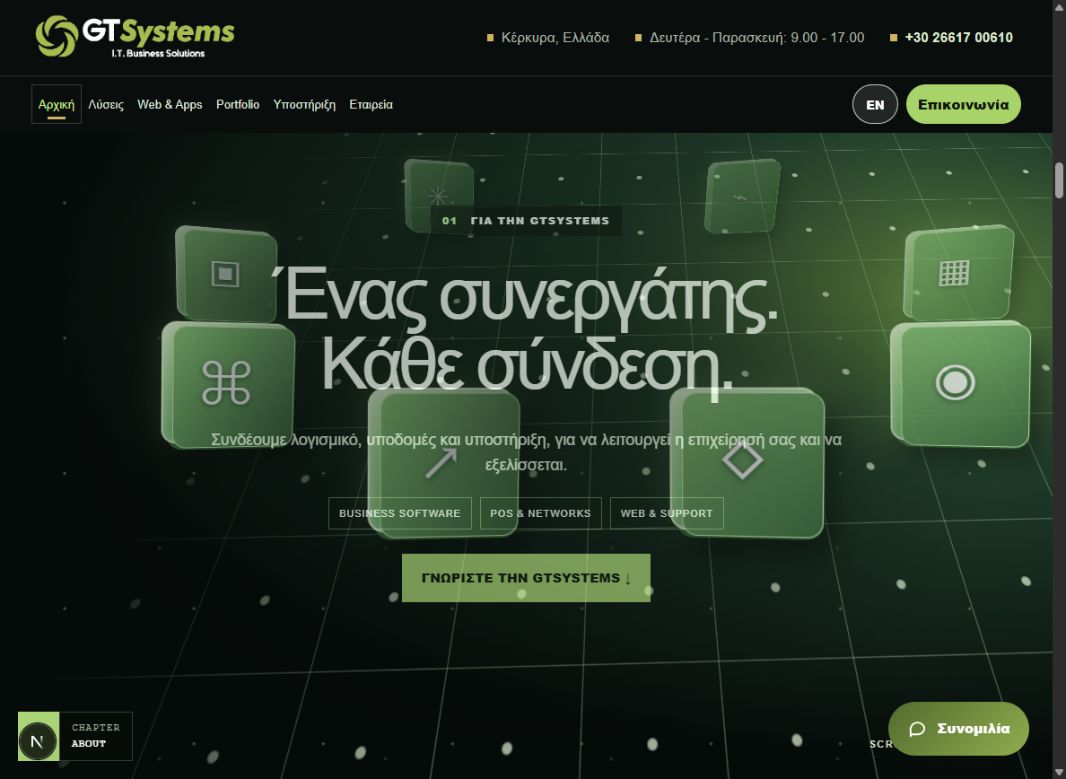 GTSystems
I.T. Business Solutions
Κέρκυρα, Ελλάδα
Δευτέρα - Παρασκευή: 9.00 - 17.00
+30 26617 00610
Αρχική
Λύσεις
Web & Apps
Portfolio
Υποστήριξη
Εταιρεία
EN
Επικοινωνία
01 ΓΙΑ ΤΗΝ GTSYSTEMS
Ένας συνεργάτης.
Κάθε σύνδεση.
Συνδέουμε λογισμικό, υποδομές και υποστήριξη, για να λειτουργεί η επιχείρησή σας και να
εξελίσσεται.
BUSINESS SOFTWARE
POS & NETWORKS
WEB & SUPPORT
ΓΝΩΡΙΣΤΕ ΤΗΝ GTSYSTEMS ↓
N
CHAPTER
ABOUT
SCR
Συνομιλία